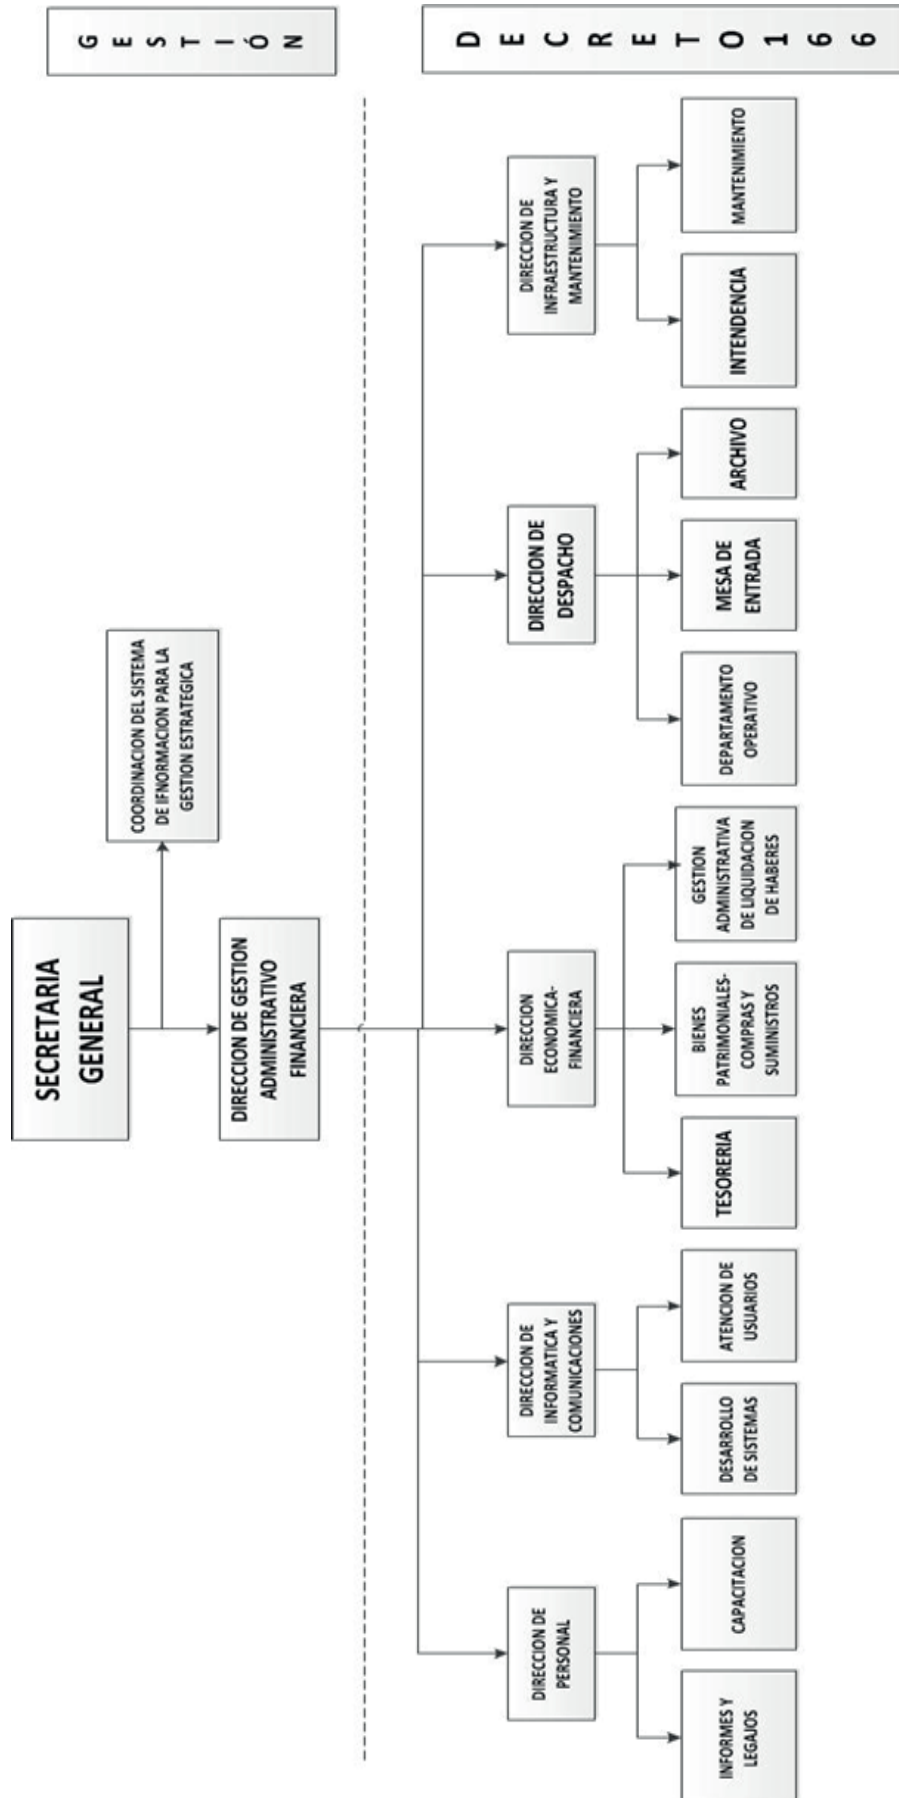 SECRETARIA
GENERAL
COORDINACION DEL SISTEMA
DE IFNORMACION PARA LA
GESTION ESTRATEGICA
DIRECCION DE GESTION
ADMINISTRATIVO
FINANCIERA
GESTIÓN
DIRECCION DE
PERSONAL
DIRECCION DE
INFORMATICA Y
COMUNICACIONES
DIRECCION
ECONOMICA-
FINANCIERA
DIRECCION DE
DESPACHO
DIRECCION DE
INFRAESTRUCTURA Y
MANTENIMIENTO
INFORMES Y
LEGAJOS
CAPACITACION
DESARROLLO
DE SISTEMAS
ATENCION DE
USUARIOS
TESORERIA
BIENES
PATRIMONIALES-
COMPRAS Y
SUMINISTROS
GESTION
ADMINISTRATIVA
DE LIQUIDACION
DE HABERES
DEPARTAMENTO
OPERATIVO
MESA DE
ENTRADA
ARCHIVO
INTENDENCIA
MANTENIMIENTO
DECRETO166